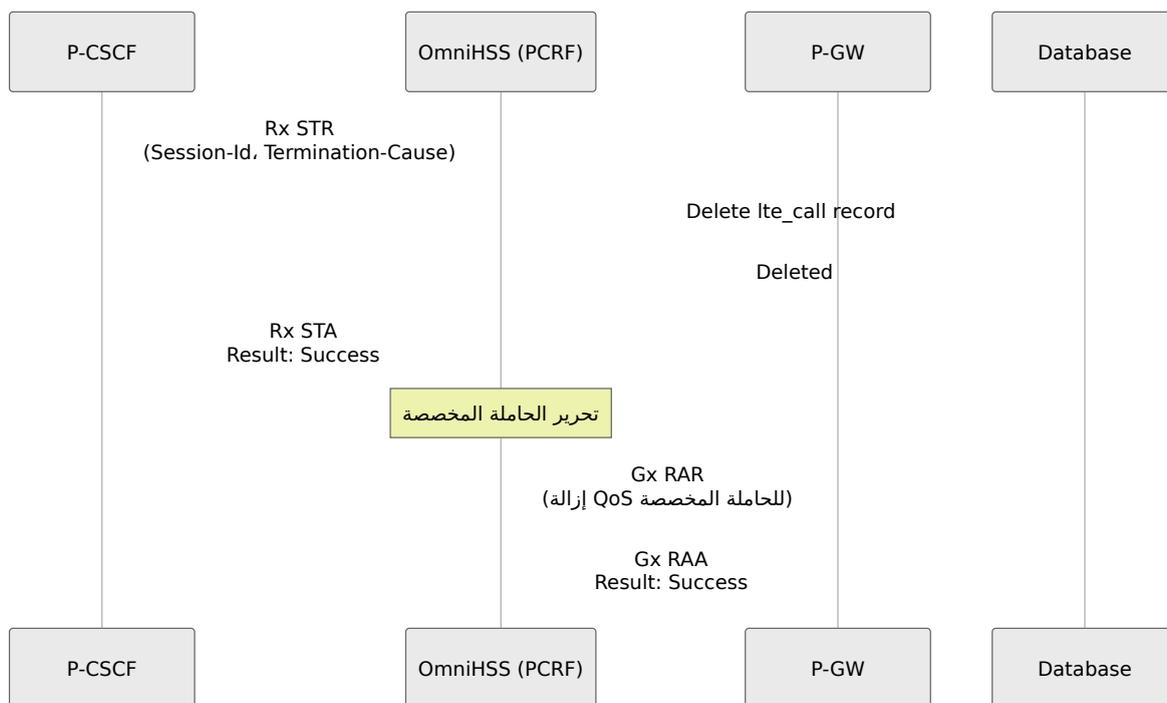 P-CSCF
OmniHSS (PCRF)
P-GW
Database
Rx STR
(Session-Id، Termination-Cause)
Delete lte_call record
Deleted
Rx STA
Result: Success
تحرير الحاملة المخصصة
Gx RAR
(إزالة QoS للحاملة المخصصة)
Gx RAA
Result: Success
P-CSCF
OmniHSS (PCRF)
P-GW
Database